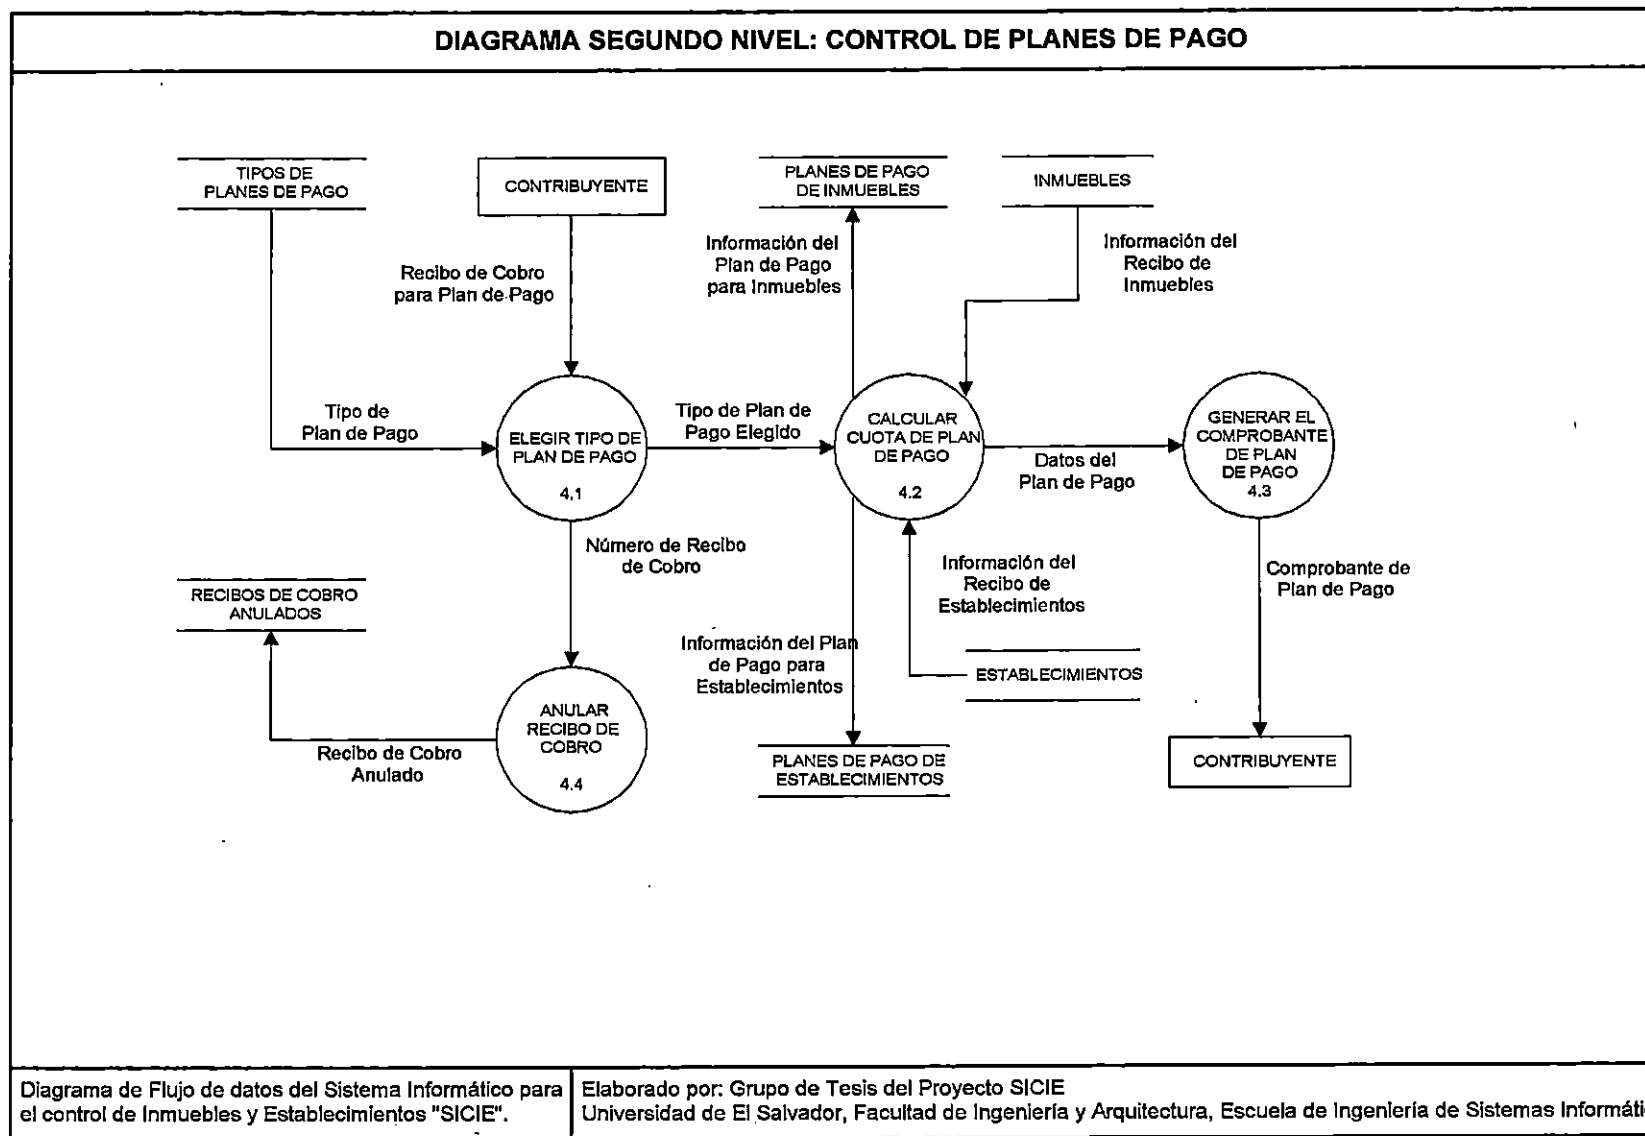 DIAGRAMA SEGUNDO NIVEL: CONTROL DE PLANES DE PAGO
TIPOS DE
PLANES DE PAGO
CONTRIBUYENTE
PLANES DE PAGO
DE INMUEBLES
INMUEBLES
Recibo de Cobro
para Plan de Pago
Información del
Plan de Pago
para Inmuebles
Información del
Recibo de
Inmuebles
Tipo de
Plan de Pago
ELEGIR TIPO DE
PLAN DE PAGO
4.1
Tipo de Plan de
Pago Elegido
CALCULAR
CUOTA DE PLAN
DE PAGO
4.2
Datos del
Plan de Pago
GENERAR EL
COMPROBANTE
DE PLAN
DE PAGO
4.3
Número de Recibo
de Cobro
RECIBOS DE COBRO
ANULADOS
Información del
Recibo de
Establecimientos
Comprobante de
Plan de Pago
Información del Plan
de Pago para
Establecimientos
ESTABLECIMIENTOS
ANULAR
RECIBO DE
COBRO
4.4
Recibo de Cobro
Anulado
PLANES DE PAGO DE
ESTABLECIMIENTOS
CONTRIBUYENTE
Diagrama de Flujo de datos del Sistema Informático para
el control de Inmuebles y Establecimientos "SICIE".
Elaborado por: Grupo de Tesis del Proyecto SICIE
Universidad de El Salvador, Facultad de Ingeniería y Arquitectura, Escuela de Ingeniería de Sistemas Informáti